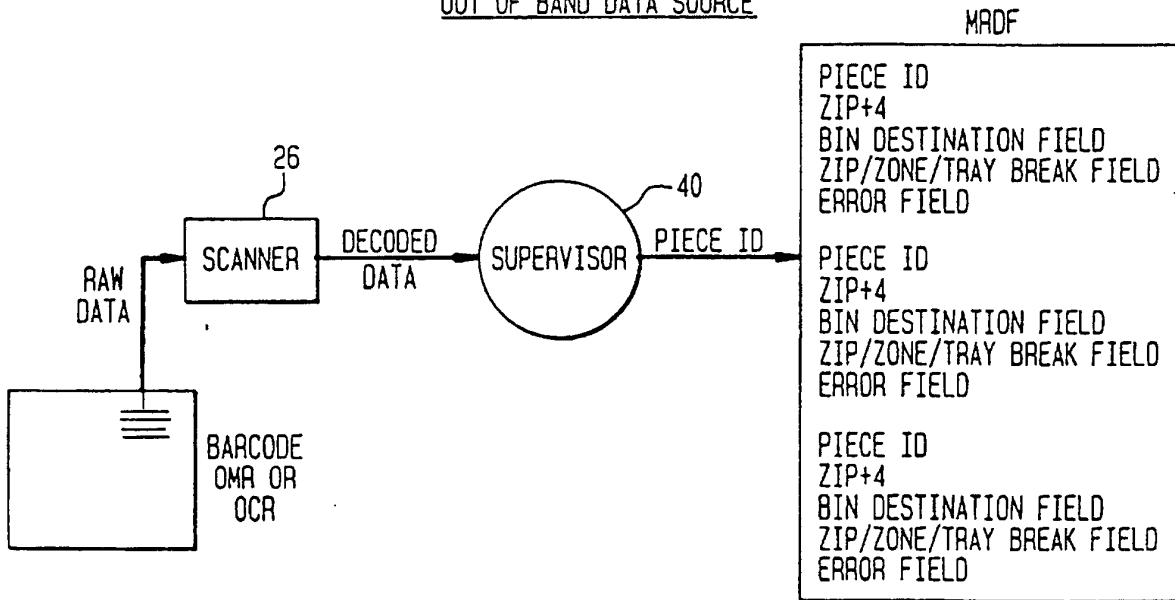 OUT OF BAND DATA SOURCE
MRDF
PIECE ID
ZIP+4
BIN DESTINATION FIELD
ZIP/ZONE/TRAY BREAK FIELD
ERROR FIELD
PIECE ID
ZIP+4
BIN DESTINATION FIELD
ZIP/ZONE/TRAY BREAK FIELD
ERROR FIELD
PIECE ID
ZIP+4
BIN DESTINATION FIELD
ZIP/ZONE/TRAY BREAK FIELD
ERROR FIELD
26
SCANNER
DECODED
DATA
40
SUPERVISOR
PIECE ID
RAW
DATA
BARCODE
OMR OR
OCR